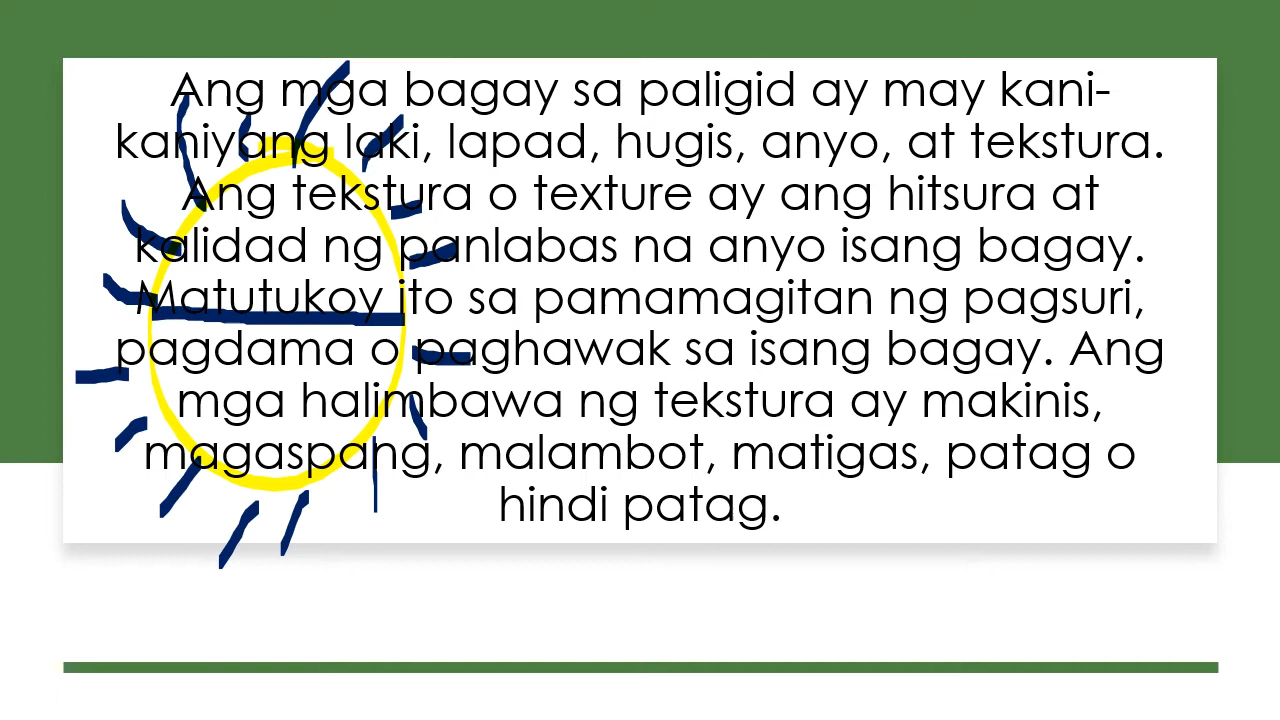 Ang mga bagay sa paligid ay may kani-
kaniyang laki, lapad, hugis, anyo, at tekstura.
Ang tekstura o texture ay ang hitsura at
kalidad ng panlabas na anyo isang bagay.
Matutukoy ito sa pamamagitan ng pagsuri,
pagdama o paghawak sa isang bagay. Ang
mga halimbawa ng tekstura ay makinis,
magaspang, malambot, matigas, patag o
hindi patag.